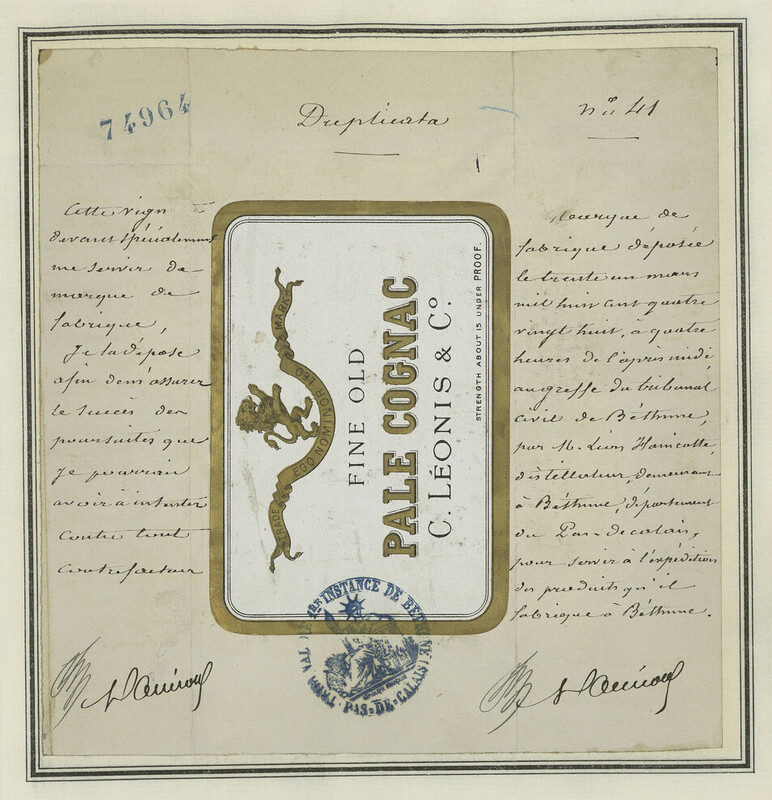 74964
Duplicata
n° 41
Cette vign
devant spécialement
me servir de
marque de
fabrique,
Je la dépose
afin de m'assurer
le succès des
poursuites que
je pourrais
avoir à intenter
contre tout
contrefacteur
TRADE EGO NOMINOR LEO MARK
FINE OLD
PALE COGNAC
C. LÉONIS & Cº.
STRENGTH ABOUT 15 UNDER PROOF.
Marque de
fabrique déposée
le trente un mars
mil huit cent quatre
vingt huit, à quatre
heures de l'après midi
au greffe du tribunal
civil de Béthune,
par M. Léon Hanicotte,
distillateur, demeurant
à Béthune, département
du Pas-de-calais,
pour servir à l'expédition
des produits qu'il
fabrique à Béthune.
1ERE INSTANCE DE BETHUNE
PAS-DE-CALAIS